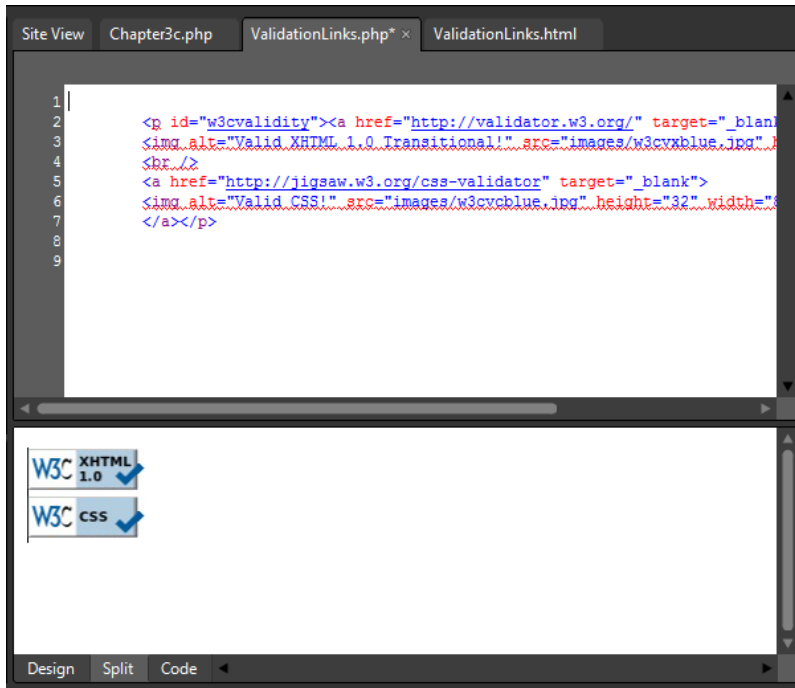 Site View Chapter3c.php ValidationLinks.php* × ValidationLinks.html
1
2 <p id="w3cvalidity"><a href="http://validator.w3.org/" target="_blan
3 <img alt="Valid XHTML 1.0 Transitional!" src="images/w3cvxblue.jpg" h
4 <br />
5 <a href="http://jigsaw.w3.org/css-validator" target="_blank">
6 <img alt="Valid CSS!" src="images/w3cvcblue.jpg" height="32" width="8
7 </a></p>
8
9
W3C XHTML 1.0
W3C CSS
Design Split Code